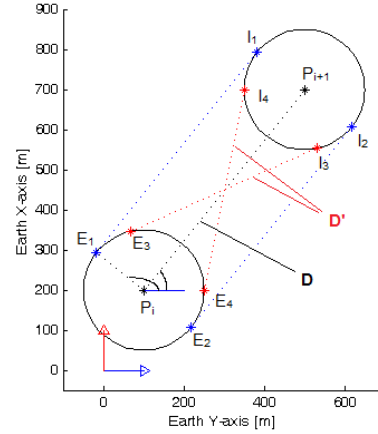 900
800
700
600
500
400
300
200
100
0
Earth X-axis [m]
I1
Pi+1
I4
I2
I3
D'
E1
E3
D
E4
Pi
E2
0
200
400
600
Earth Y-axis [m]